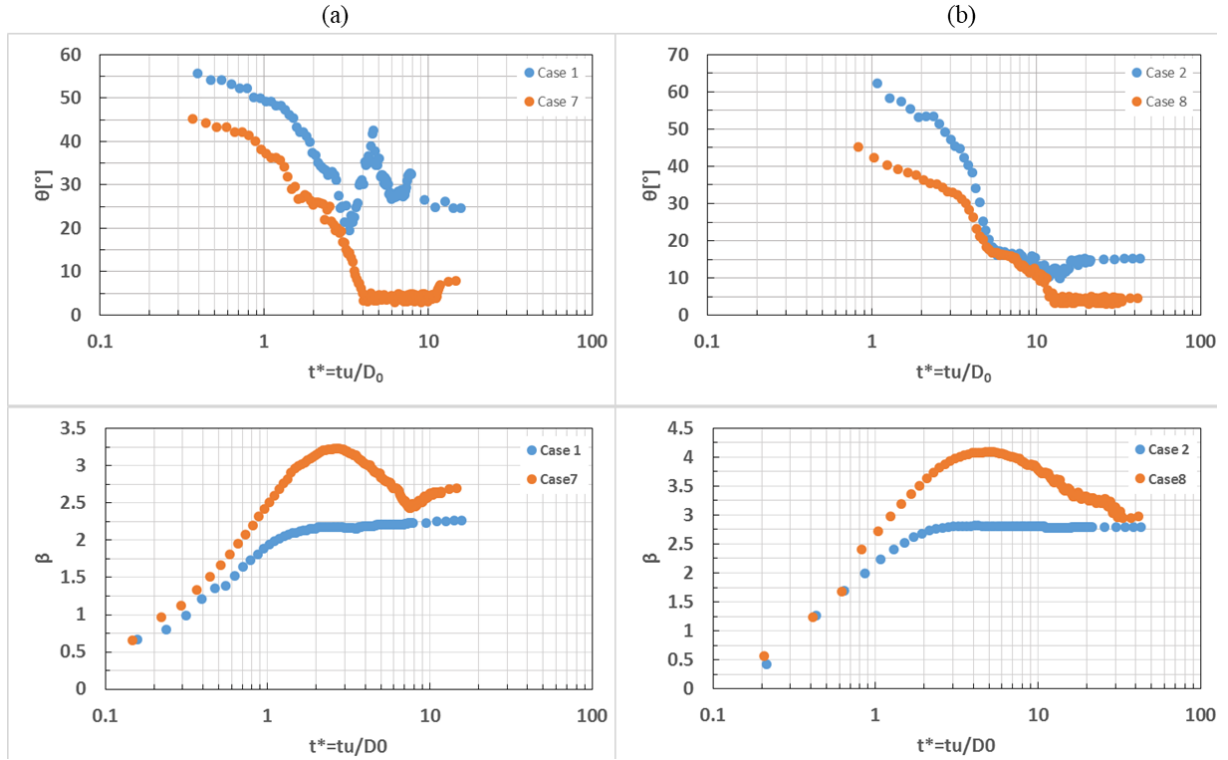 (a)
(b)
60
50
40
30
20
10
0
θ[°]
Case 1
Case 7
0.1 1 10 100
t*=tu/D₀
70
60
50
40
30
20
10
0
θ[°]
Case 2
Case 8
0.1 1 10 100
t*=tu/D₀
3.5
3
2.5
2
1.5
1
0.5
0
β
Case 1
Case7
0.1 1 10 100
t*=tu/D0
4.5
4
3.5
3
2.5
2
1.5
1
0.5
0
β
Case 2
Case8
0.1 1 10 100
t*=tu/D0